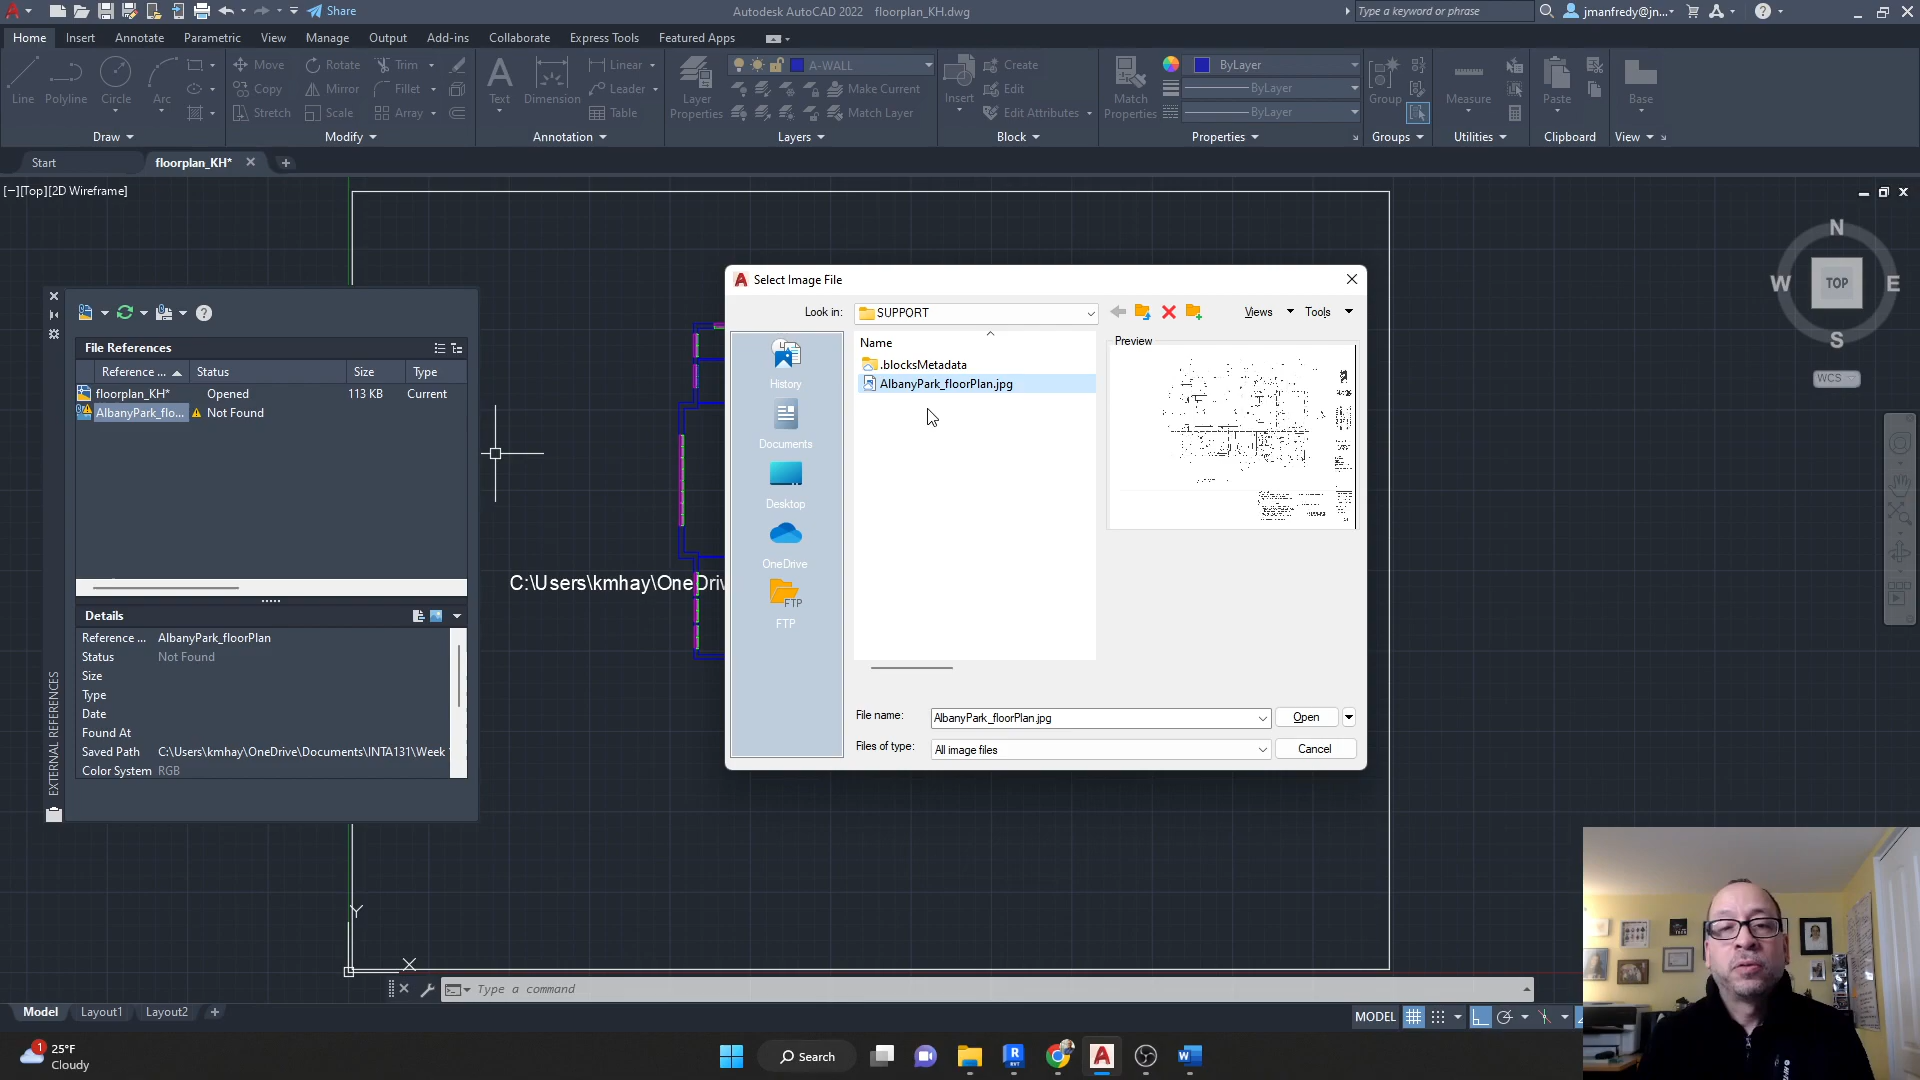 Share
Autodesk AutoCAD 2022 floorplan_KH.dwg
Type a keyword or phrase
jmanfredy@jn...
Home Insert Annotate Parametric View Manage Output Add-ins Collaborate Express Tools Featured Apps
Line Polyline Circle Arc
Move Rotate Trim
Copy Mirror Fillet
Stretch Scale Array
Text Dimension
Linear
Leader
Table
Layer Properties
A-WALL
Make Current
Match Layer
Insert
Create
Edit
Edit Attributes
Match Properties
ByLayer
ByLayer
ByLayer
Group
Measure
Paste
Base
Draw Modify Annotation Layers Block Properties Groups Utilities Clipboard View
Start floorplan_KH*
[−][Top][2D Wireframe]
N
W TOP E
S
WCS
File References
Reference ... Status Size Type
floorplan_KH* Opened 113 KB Current
AlbanyPark_flo... Not Found
Details
Reference ... AlbanyPark_floorPlan
Status Not Found
Size
Type
Date
Found At
Saved Path C:\Users\kmhay\OneDrive\Documents\INTA131\Week
Color System RGB
EXTERNAL REFERENCES
C:\Users\kmhay\OneDriv
Select Image File
Look in: SUPPORT
Views Tools
History
Documents
Desktop
OneDrive
FTP
FTP
Name
.blocksMetadata
AlbanyPark_floorPlan.jpg
Preview
File name: AlbanyPark_floorPlan.jpg Open
Files of type: All image files Cancel
Y
X
Type a command
Model Layout1 Layout2
MODEL
1
25°F
Cloudy
Search